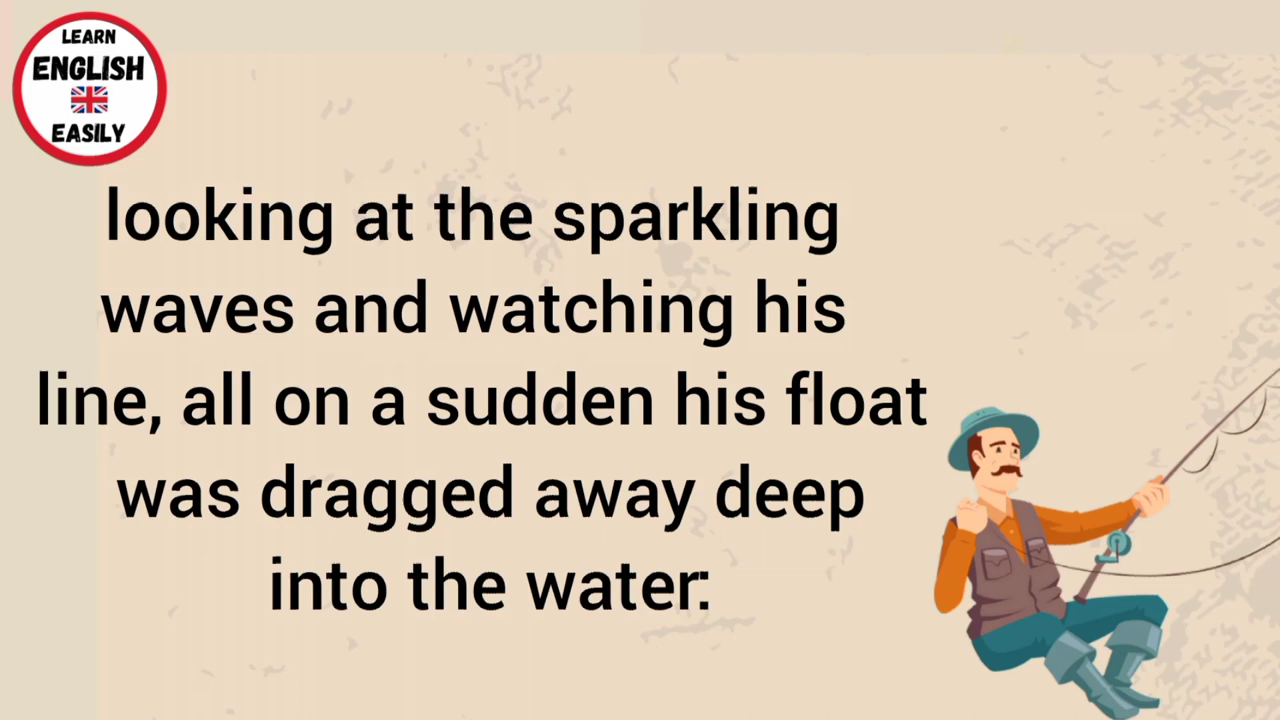 LEARN
ENGLISH
EASILY
looking at the sparkling
waves and watching his
line, all on a sudden his float
was dragged away deep
into the water: